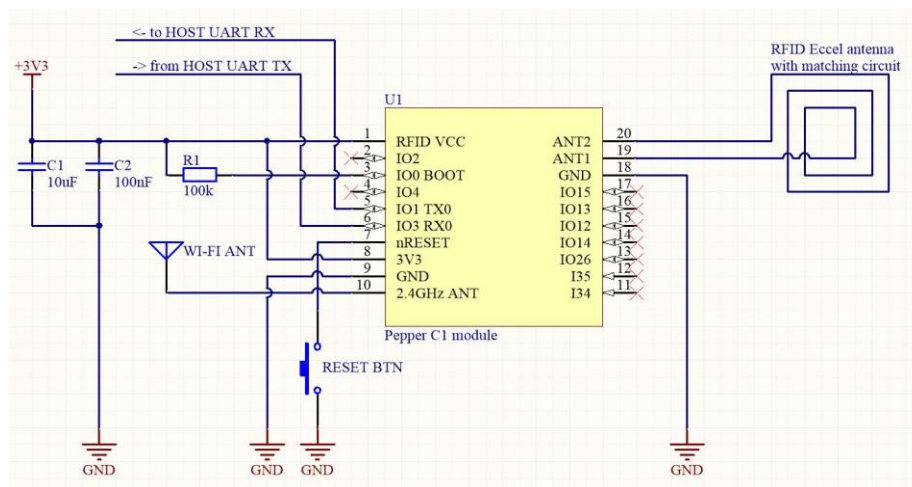 <- to HOST UART RX
-> from HOST UART TX
+3V3
RFID Eccel antenna
with matching circuit
U1
C1
10uF
C2
100nF
R1
100k
1 RFID VCC
2 IO2
3 IO0 BOOT
4 IO4
5 IO1 TX0
6 IO3 RX0
7 nRESET
8 3V3
9 GND
10 2.4GHz ANT
ANT2 20
ANT1 19
GND 18
IO15 17
IO13 16
IO12 15
IO14 14
IO26 13
I35 12
I34 11
WI-FI ANT
Pepper C1 module
RESET BTN
GND
GND
GND
GND